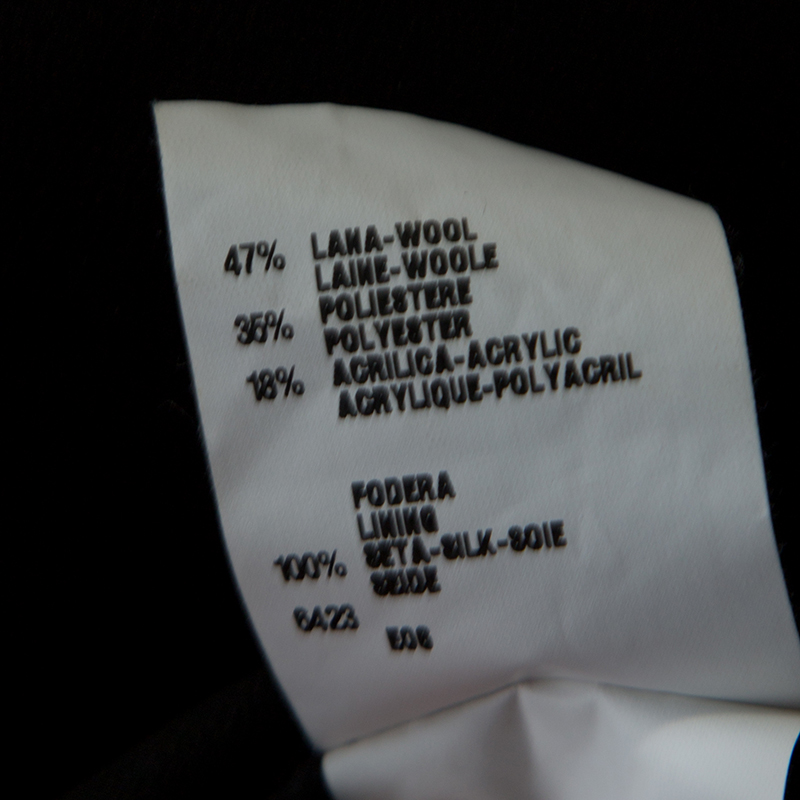 47% LANA-WOOL
LAINE-WOOLE
35% POLIESTERE
POLYESTER
18% ACRILICA-ACRYLIC
ACRYLIQUE-POLYACRIL
FODERA
LINING
100% SETA-SILK-SOIE
SEIDE
6423
E06